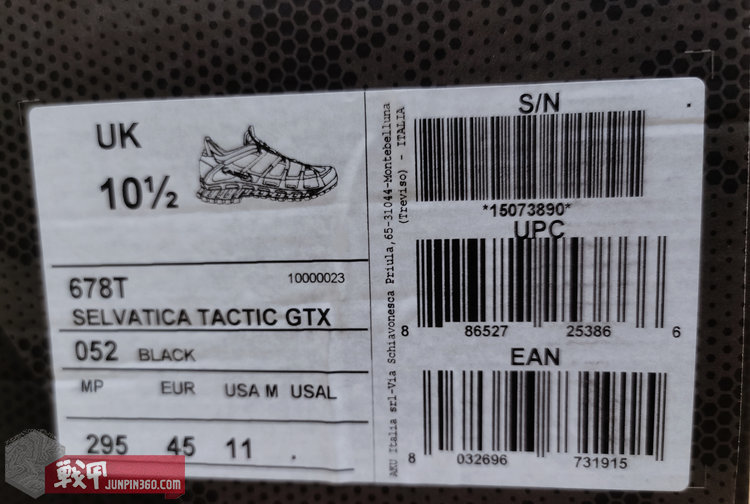 UK
10½
678T
10000023
SELVATICA TACTIC GTX
052 BLACK
MP EUR USA M USAL
295 45 11 .
AKU Italia srl-Via Schiavonesca Priula,65-31044-Montebelluna
(Treviso) - ITALIA
S/N
*15073890*
UPC
8 86527 25386 6
EAN
8 032696 731915
戦甲 JUNPIN360.COM